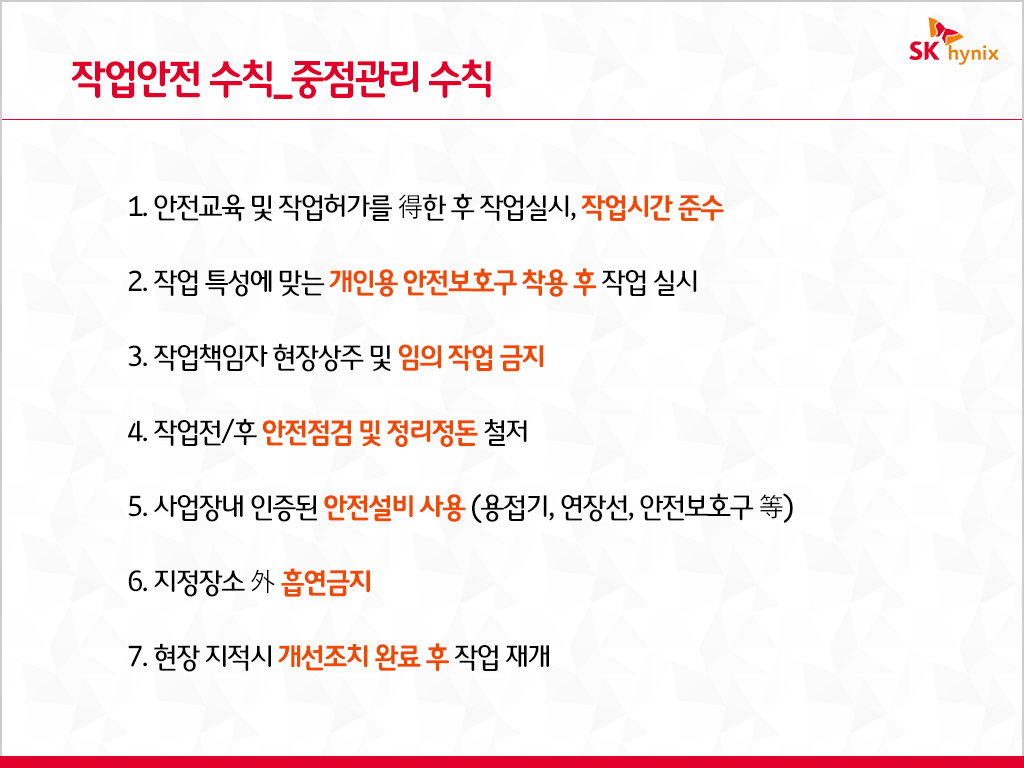 작업안전 수칙_중점관리 수칙
SK hynix
1. 안전교육 및 작업허가를 得한 후 작업실시, 작업시간 준수
2. 작업 특성에 맞는 개인용 안전보호구 착용 후 작업 실시
3. 작업책임자 현장상주 및 임의 작업 금지
4. 작업전/후 안전점검 및 정리정돈 철저
5. 사업장내 인증된 안전설비 사용 (용접기, 연장선, 안전보호구 等)
6. 지정장소 外 흡연금지
7. 현장 지적시 개선조치 완료 후 작업 재개